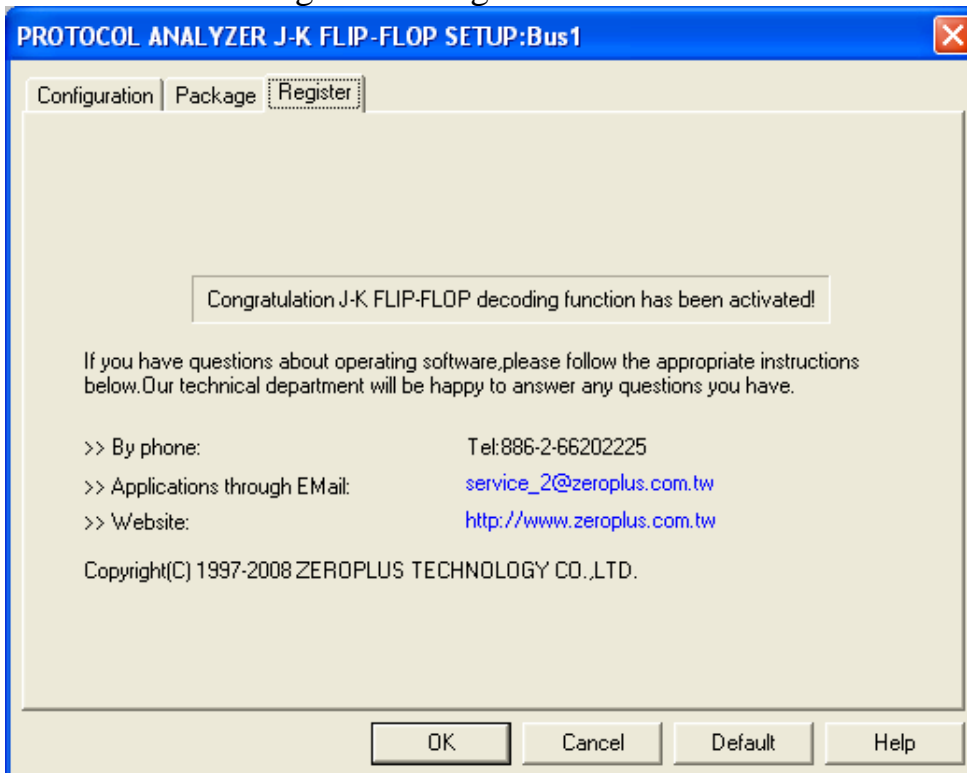 PROTOCOL ANALYZER J-K FLIP-FLOP SETUP:Bus1
Configuration Package Register
Congratulation J-K FLIP-FLOP decoding function has been activated!
If you have questions about operating software,please follow the appropriate instructions
below.Our technical department will be happy to answer any questions you have.
>> By phone: Tel:886-2-66202225
>> Applications through EMail: service_2@zeroplus.com.tw
>> Website: http://www.zeroplus.com.tw
Copyright(C) 1997-2008 ZEROPLUS TECHNOLOGY CO.,LTD.
OK Cancel Default Help